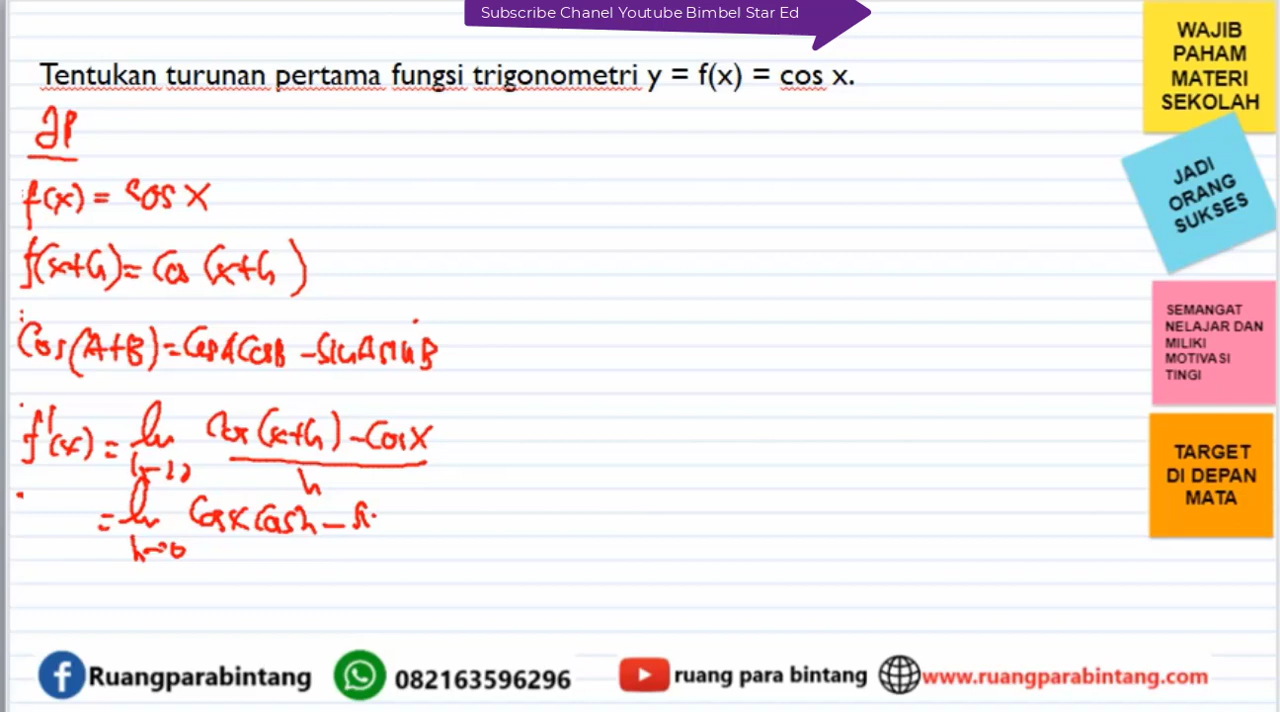 Subscribe Chanel Youtube Bimbel Star Ed
Tentukan turunan pertama fungsi trigonometri y = f(x) = cos x.
f(x) = cos x
f(x+h) = cos (x+h)
Cos(A+B) = Cos A Cos B - Sin A Sin B
f'(x) = lim Cos (x+h) - Cos x
h
= lim Cos x Cos h - Si
h→0
WAJIB
PAHAM
MATERI
SEKOLAH
JADI
ORANG
SUKSES
SEMANGAT
NELAJAR DAN
MILIKI
MOTIVASI
TINGI
TARGET
DI DEPAN
MATA
Ruangparabintang
082163596296
ruang para bintang
www.ruangparabintang.com